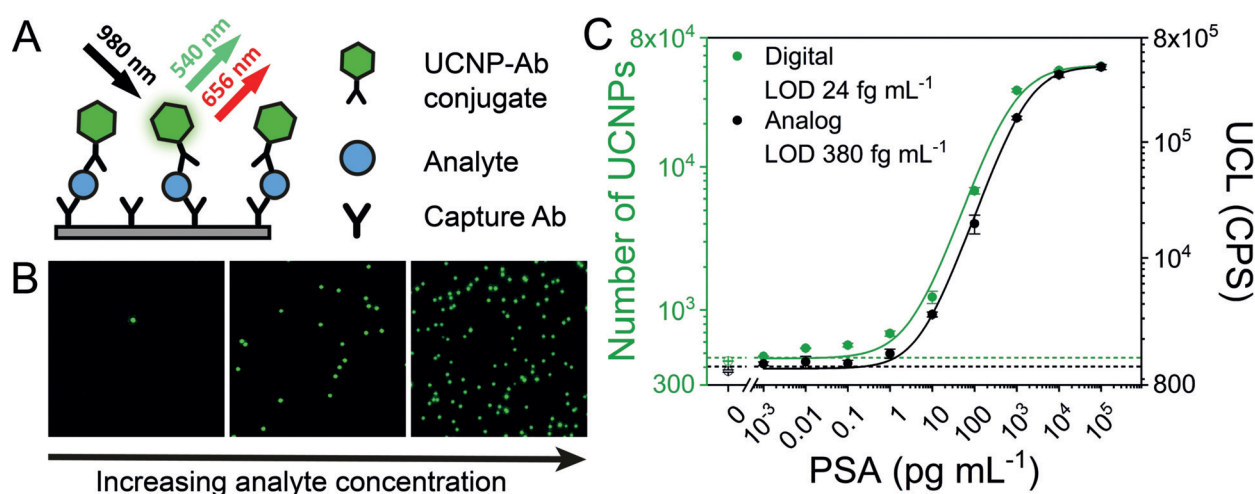 A
980 nm
540 nm
656 nm
UCNP-Ab
conjugate
Analyte
Capture Ab
B
Increasing analyte concentration
C
Number of UCNPs
8x10⁴
10⁴
10³
300
Digital
LOD 24 fg mL⁻¹
Analog
LOD 380 fg mL⁻¹
8x10⁵
10⁵
10⁴
800
UCL (CPS)
0
10⁻³
0.01
0.1
1
10
100
10³
10⁴
10⁵
PSA (pg mL⁻¹)